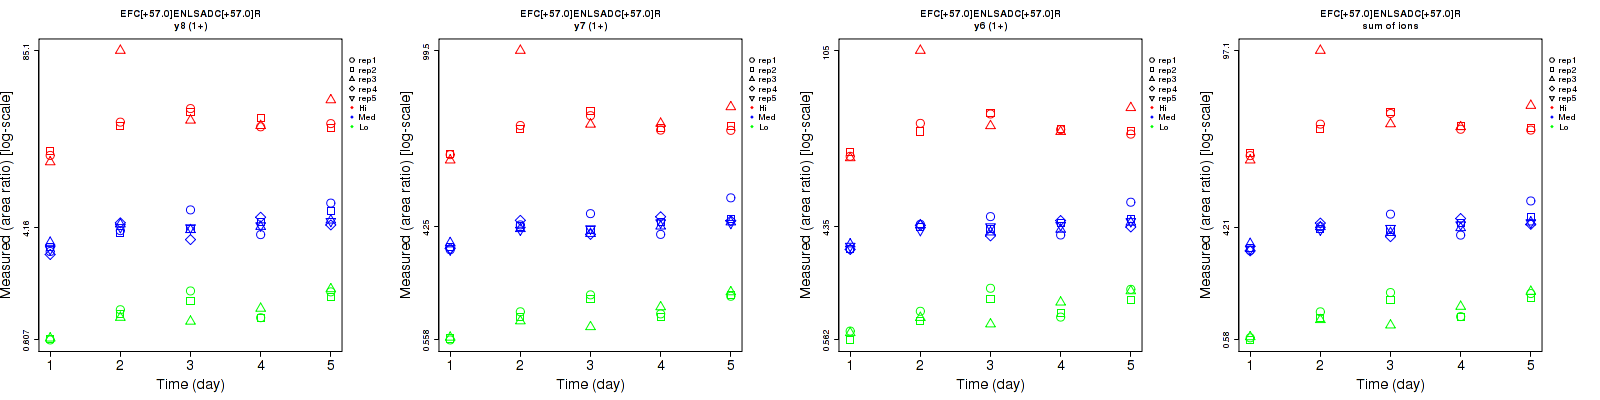 EFC[+57.0]ENLSADC[+57.0]R
y8 (1+)
Measured (area ratio) [log-scale]
85.1
4.16
0.607
1 2 3 4 5
Time (day)
rep1
rep2
rep3
rep4
rep5
Hi
Med
Lo
EFC[+57.0]ENLSADC[+57.0]R
y7 (1+)
Measured (area ratio) [log-scale]
99.5
4.25
0.558
1 2 3 4 5
Time (day)
rep1
rep2
rep3
rep4
rep5
Hi
Med
Lo
EFC[+57.0]ENLSADC[+57.0]R
y6 (1+)
Measured (area ratio) [log-scale]
105
4.35
0.562
1 2 3 4 5
Time (day)
rep1
rep2
rep3
rep4
rep5
Hi
Med
Lo
EFC[+57.0]ENLSADC[+57.0]R
sum of ions
Measured (area ratio) [log-scale]
97.1
4.21
0.58
1 2 3 4 5
Time (day)
rep1
rep2
rep3
rep4
rep5
Hi
Med
Lo